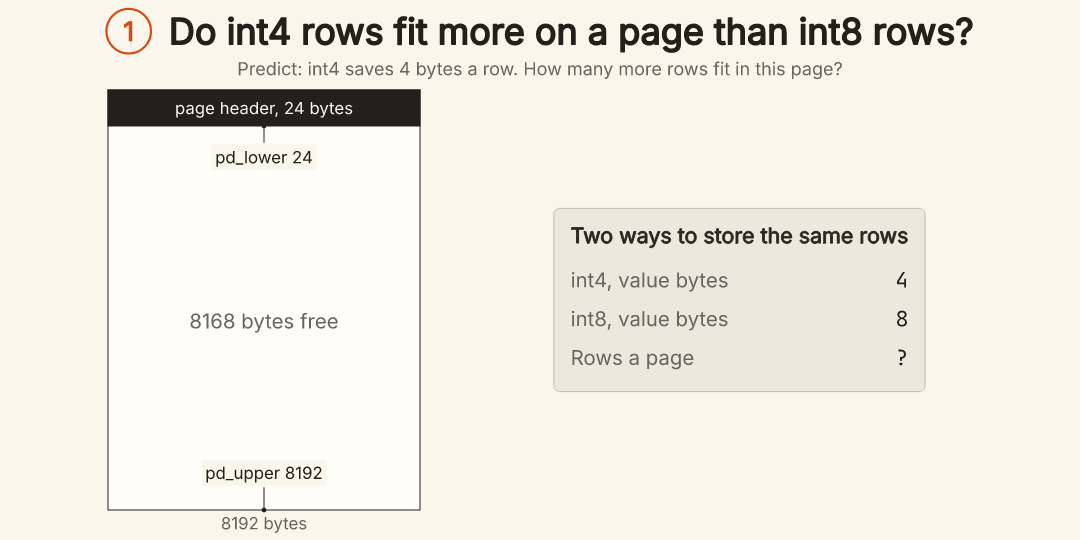 1 Do int4 rows fit more on a page than int8 rows?
Predict: int4 saves 4 bytes a row. How many more rows fit in this page?
page header, 24 bytes
pd_lower 24
8168 bytes free
pd_upper 8192
8192 bytes
Two ways to store the same rows
int4, value bytes 4
int8, value bytes 8
Rows a page ?